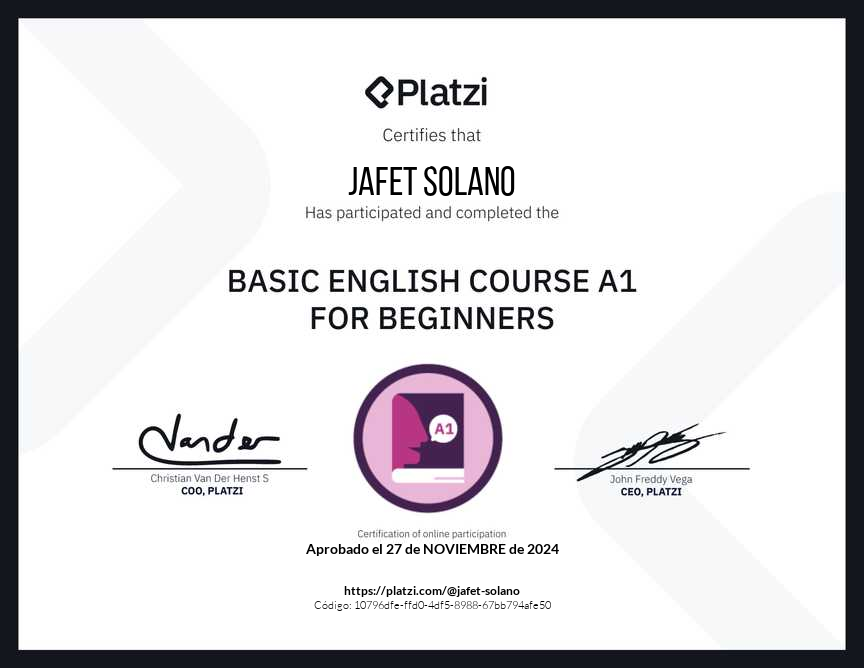 Platzi
Certifies that
JAFET SOLANO
Has participated and completed the
BASIC ENGLISH COURSE A1
FOR BEGINNERS
A1
Vander
Christian Van Der Henst S
COO, PLATZI
John Freddy Vega
CEO, PLATZI
Certification of online participation
Aprobado el 27 de NOVIEMBRE de 2024
https://platzi.com/@jafet-solano
Código: 10796dfe-ffd0-4df5-8988-67bb794afe50